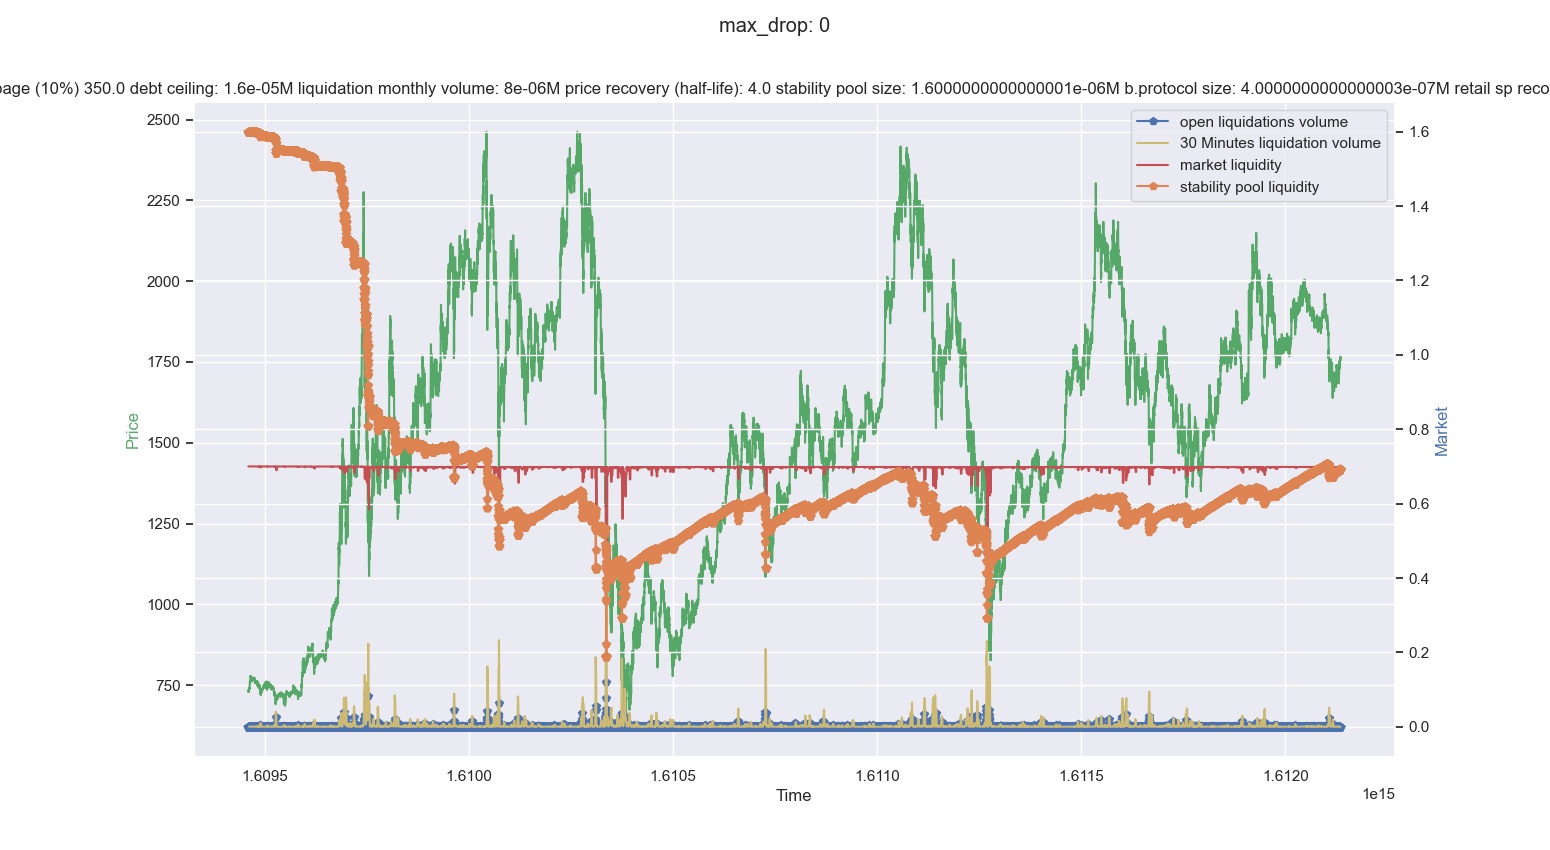 max_drop: 0
(10%) 350.0 debt ceiling: 1.6e-05M liquidation monthly volume: 8e-06M price recovery (half-life): 4.0 stability pool size: 1.6000000000000001e-06M b.protocol size: 4.0000000000000003e-07M retail sp
2500
2250
2000
1750
1500
1250
1000
750
Price
open liquidations volume
30 Minutes liquidation volume
market liquidity
stability pool liquidity
1.6
1.4
1.2
1.0
0.8
0.6
0.4
0.2
0.0
Market
1.6095
1.6100
1.6105
1.6110
1.6115
1.6120
1e15
Time